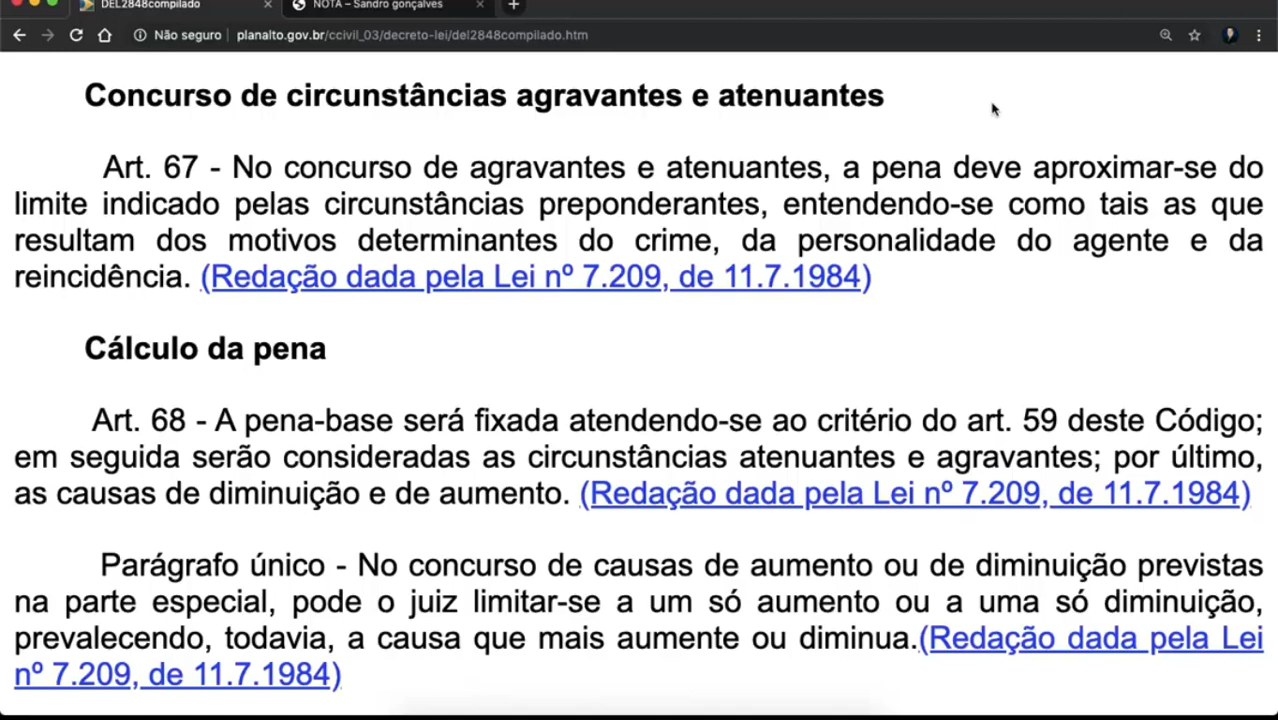 DEL2848compilado
NOTA – Sandro gonçalves
Não seguro
planalto.gov.br/ccivil_03/decreto-lei/del2848compilado.htm
Concurso de circunstâncias agravantes e atenuantes
Art. 67 - No concurso de agravantes e atenuantes, a pena deve aproximar-se do
limite indicado pelas circunstâncias preponderantes, entendendo-se como tais as que
resultam dos motivos determinantes do crime, da personalidade do agente e da
reincidência. (Redação dada pela Lei nº 7.209, de 11.7.1984)
Cálculo da pena
Art. 68 - A pena-base será fixada atendendo-se ao critério do art. 59 deste Código;
em seguida serão consideradas as circunstâncias atenuantes e agravantes; por último,
as causas de diminuição e de aumento. (Redação dada pela Lei nº 7.209, de 11.7.1984)
Parágrafo único - No concurso de causas de aumento ou de diminuição previstas
na parte especial, pode o juiz limitar-se a um só aumento ou a uma só diminuição,
prevalecendo, todavia, a causa que mais aumente ou diminua.(Redação dada pela Lei
nº 7.209, de 11.7.1984)